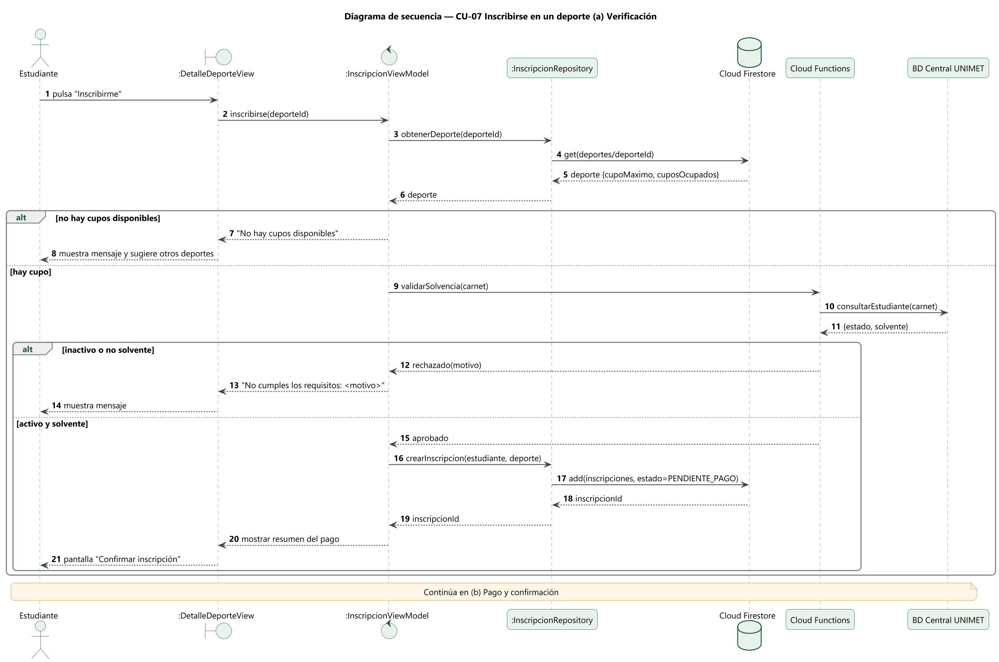 Diagrama de secuencia — CU-07 Inscribirse en un deporte (a) Verificación
Estudiante
:DetalleDeporteView
:InscripcionViewModel
:InscripcionRepository
Cloud Firestore
Cloud Functions
BD Central UNIMET
1 pulsa "Inscribirme"
2 inscribirse(deporteId)
3 obtenerDeporte(deporteId)
4 get(deportes/deporteId)
5 deporte {cupoMaximo, cuposOcupados}
6 deporte
alt [no hay cupos disponibles]
7 "No hay cupos disponibles"
8 muestra mensaje y sugiere otros deportes
[hay cupo]
9 validarSolvencia(carnet)
10 consultarEstudiante(carnet)
11 {estado, solvente}
alt [inactivo o no solvente]
12 rechazado(motivo)
13 "No cumples los requisitos: <motivo>"
14 muestra mensaje
[activo y solvente]
15 aprobado
16 crearInscripcion(estudiante, deporte)
17 add(inscripciones, estado=PENDIENTE_PAGO)
18 inscripcionId
19 inscripcionId
20 mostrar resumen del pago
21 pantalla "Confirmar inscripción"
Continúa en (b) Pago y confirmación
Estudiante
:DetalleDeporteView
:InscripcionViewModel
:InscripcionRepository
Cloud Firestore
Cloud Functions
BD Central UNIMET